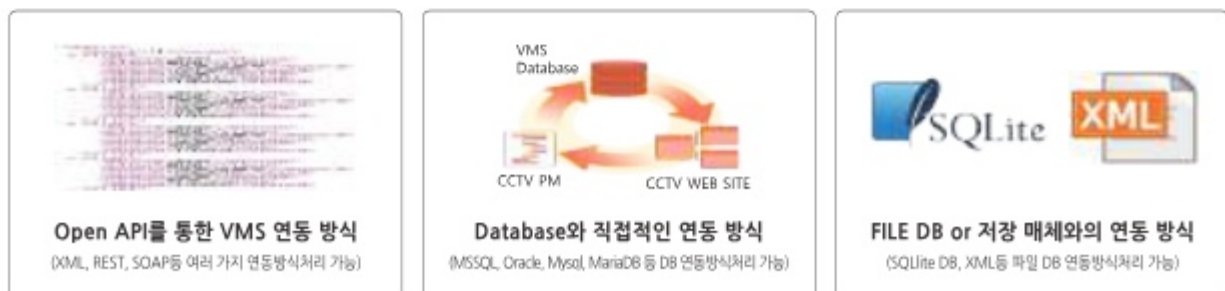 Open API를 통한 VMS 연동 방식
(XML, REST, SOAP등 여러 가지 연동방식처리 가능)
VMS
Database
CCTV PM
CCTV WEB SITE
Database와 직접적인 연동 방식
(MSSQL, Oracle, Mysql, MariaDB 등 DB 연동방식처리 가능)
SQLite
XML
FILE DB or 저장 매체와의 연동 방식
(SQLlite DB, XML등 파일 DB 연동방식처리 가능)